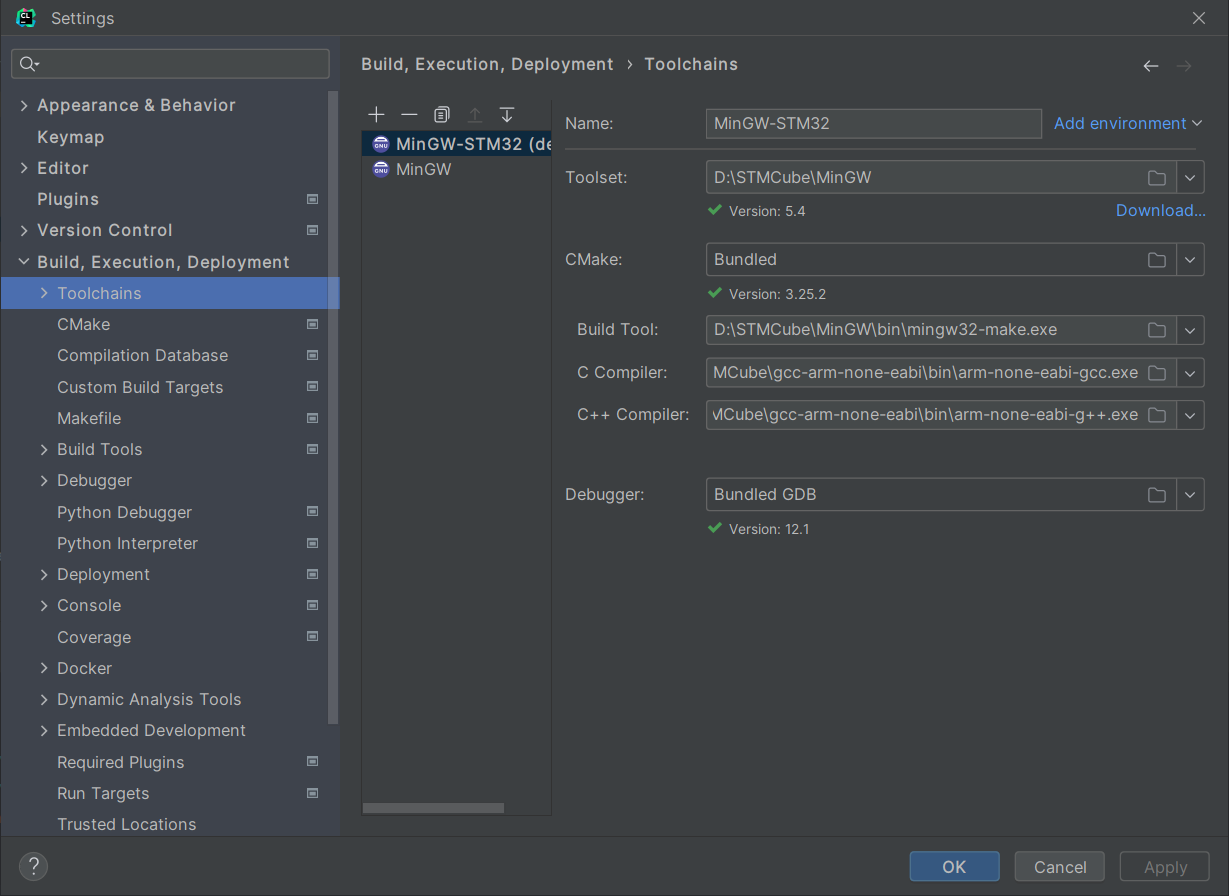 Settings
Build, Execution, Deployment › Toolchains
Appearance & Behavior
Keymap
Editor
Plugins
Version Control
Build, Execution, Deployment
Toolchains
CMake
Compilation Database
Custom Build Targets
Makefile
Build Tools
Debugger
Python Debugger
Python Interpreter
Deployment
Console
Coverage
Docker
Dynamic Analysis Tools
Embedded Development
Required Plugins
Run Targets
Trusted Locations
MinGW-STM32 (de
MinGW
Name: MinGW-STM32 Add environment
Toolset: D:\STMCube\MinGW
Version: 5.4 Download...
CMake: Bundled
Version: 3.25.2
Build Tool: D:\STMCube\MinGW\bin\mingw32-make.exe
C Compiler: MCube\gcc-arm-none-eabi\bin\arm-none-eabi-gcc.exe
C++ Compiler: MCube\gcc-arm-none-eabi\bin\arm-none-eabi-g++.exe
Debugger: Bundled GDB
Version: 12.1
? OK Cancel Apply